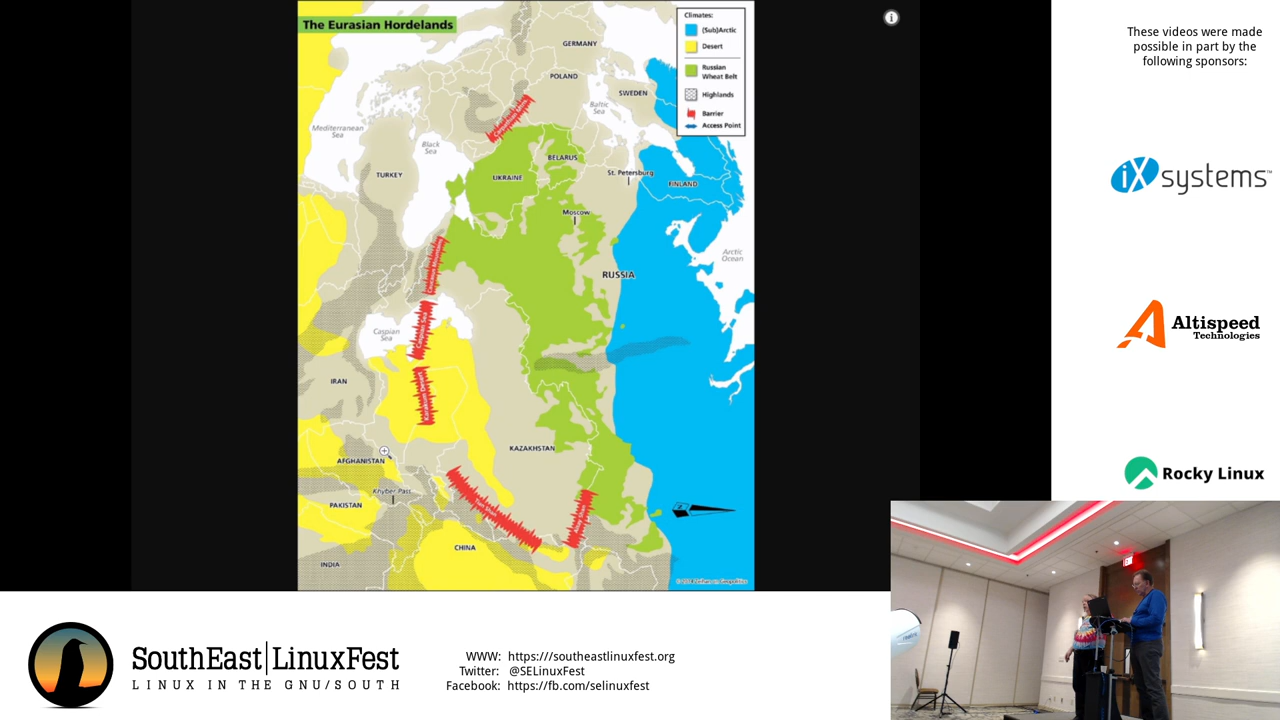 The Eurasian Hordelands
Climates:
(Sub)Arctic
Desert
Russian
Wheat Belt
Highlands
Barrier
Access Point
GERMANY
POLAND
SWEDEN
Baltic
Sea
Mediterranean
Sea
Black
Sea
BELARUS
UKRAINE
TURKEY
St. Petersburg
FINLAND
Moscow
Arctic
Ocean
RUSSIA
Caspian
Sea
IRAN
KAZAKHSTAN
AFGHANISTAN
Khyber Pass
PAKISTAN
CHINA
INDIA
These videos were made
possible in part by the
following sponsors:
iXsystems™
Altispeed
Technologies
Rocky Linux
EXIT
SouthEast|LinuxFest
LINUX IN THE GNU/SOUTH
WWW: https://southeastlinuxfest.org
Twitter: @SELinuxFest
Facebook: https://fb.com/selinuxfest